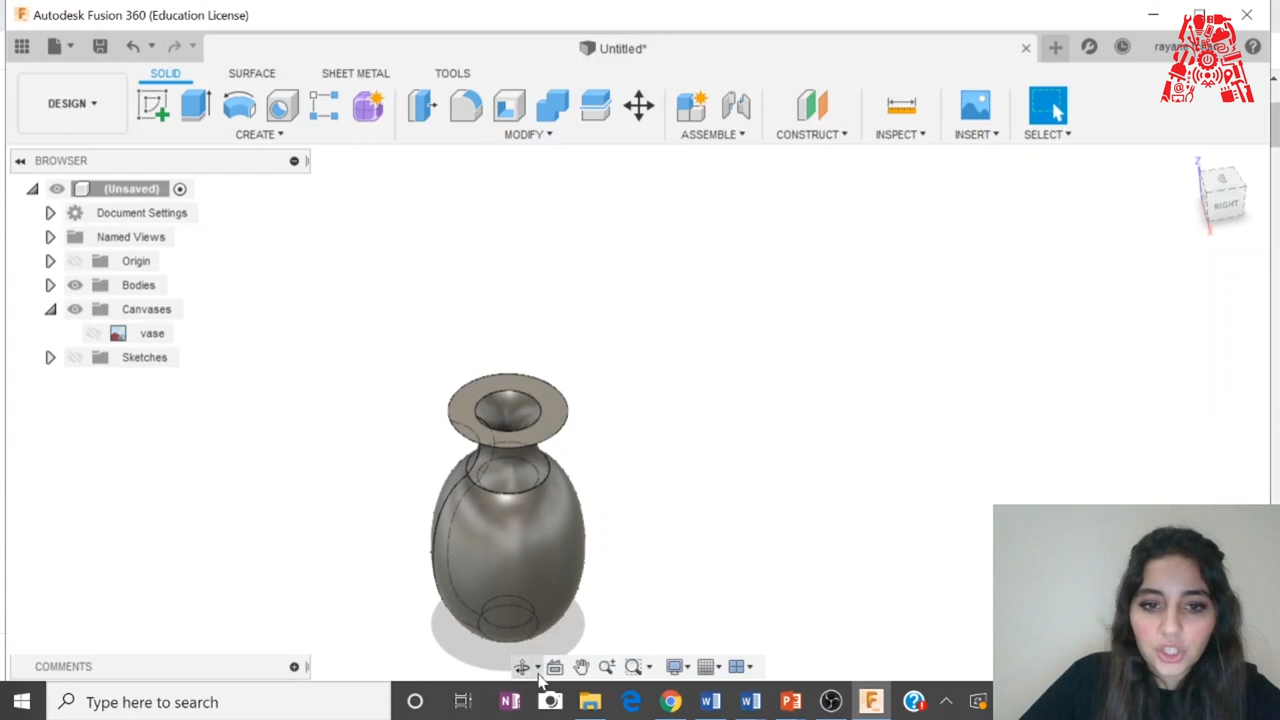 Autodesk Fusion 360 (Education License)
Untitled*
SOLID
SURFACE
SHEET METAL
TOOLS
DESIGN
CREATE
MODIFY
ASSEMBLE
CONSTRUCT
INSPECT
INSERT
SELECT
BROWSER
(Unsaved)
Document Settings
Named Views
Origin
Bodies
Canvases
vase
Sketches
Z
RIGHT
X
COMMENTS
Type here to search